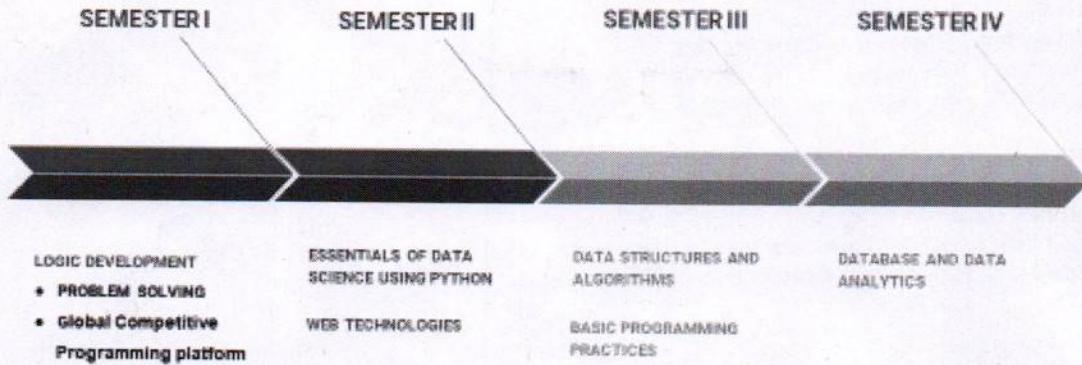 SEMESTER I
SEMESTER II
SEMESTER III
SEMESTER IV
LOGIC DEVELOPMENT
• PROBLEM SOLVING
• Global Competitive
Programming platform
ESSENTIALS OF DATA
SCIENCE USING PYTHON
WEB TECHNOLOGIES
DATA STRUCTURES AND
ALGORITHMS
BASIC PROGRAMMING
PRACTICES
DATABASE AND DATA
ANALYTICS